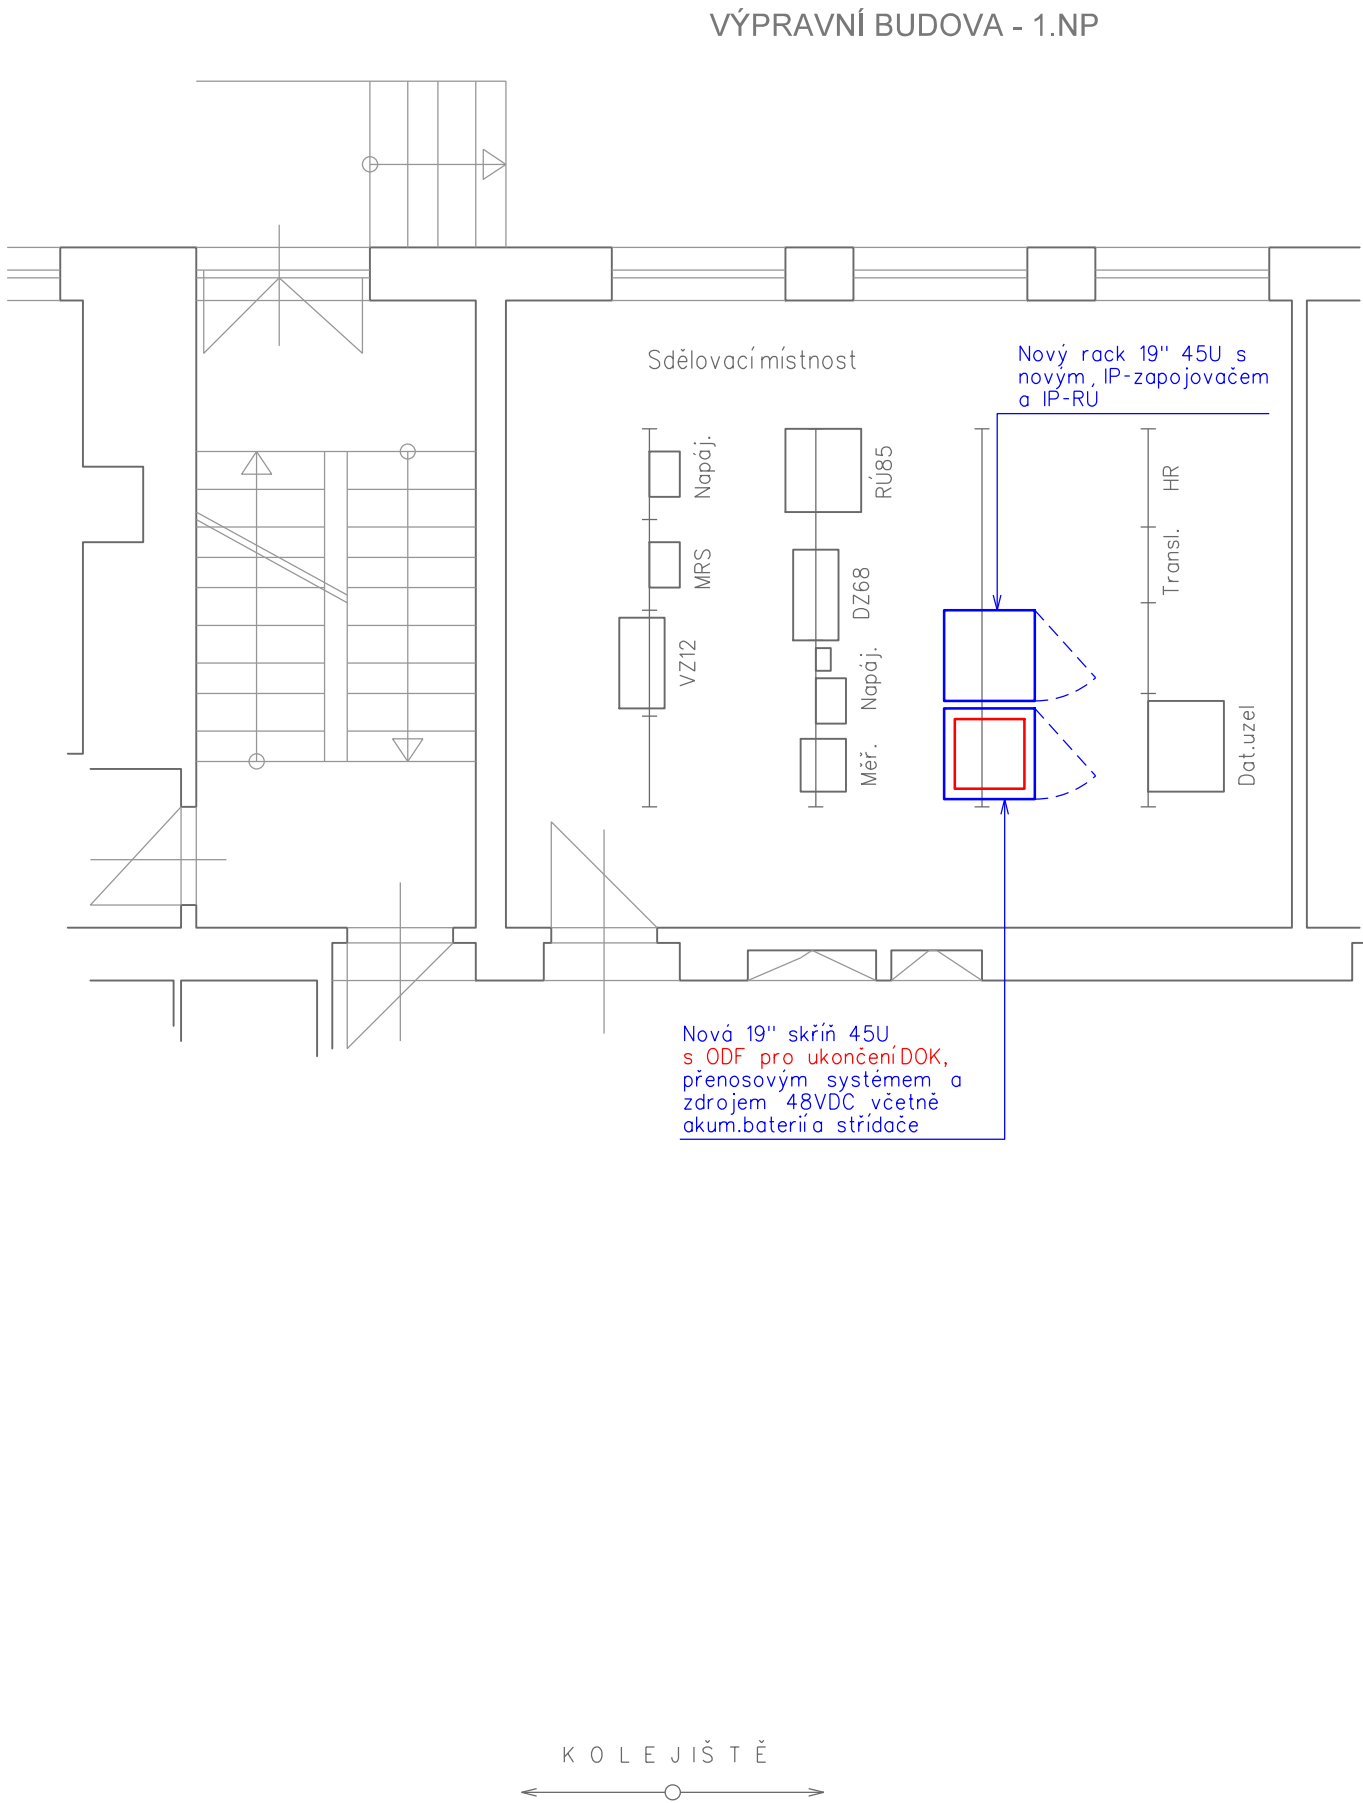 VÝPRAVNÍ BUDOVA - 1.NP
Sdělovací místnost
Nový rack 19" 45U s
novým IP-zapojovačem
a IP-RÚ
Napáj.
MRS
VZ12
RÚ85
DZ68
Napáj.
Měř.
HR
Transl.
Dat.uzel
Nová 19" skříň 45U
s ODF pro ukončení DOK,
přenosovým systémem a
zdrojem 48VDC včetně
akum.baterií a střídače
KOLEJIŠTĚ